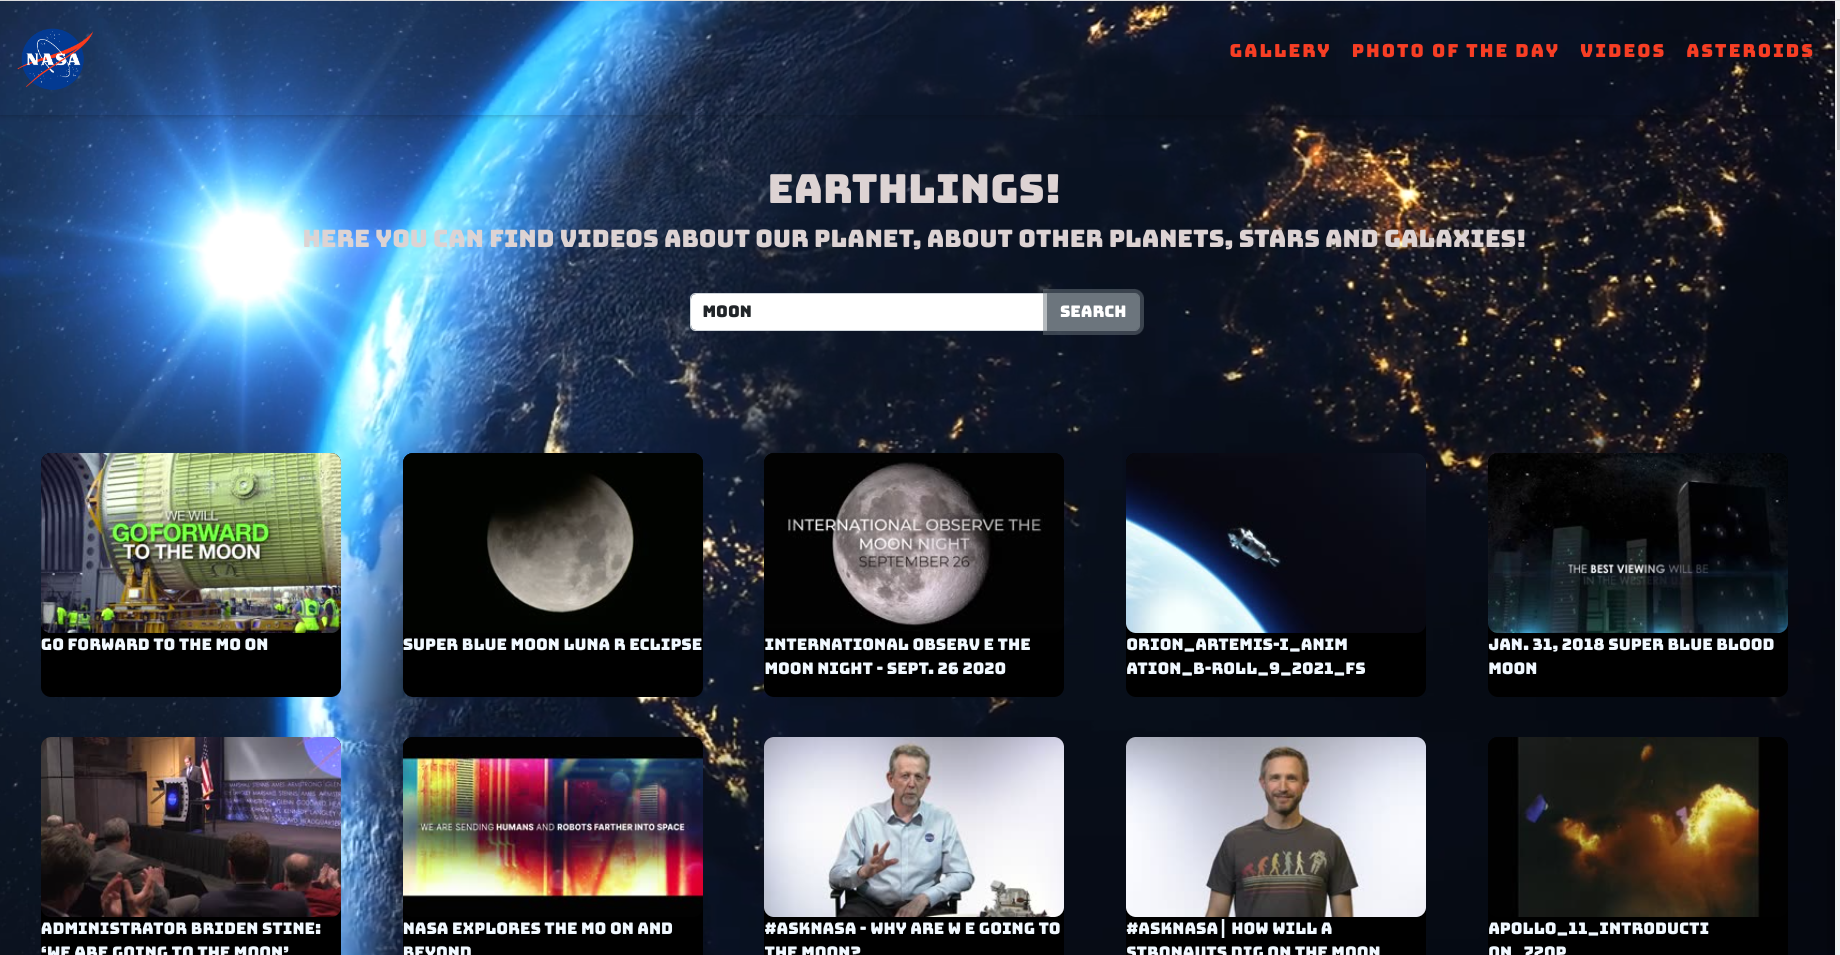 NASA
GALLERY PHOTO OF THE DAY VIDEOS ASTEROIDS
EARTHLINGS!
HERE YOU CAN FIND VIDEOS ABOUT OUR PLANET, ABOUT OTHER PLANETS, STARS AND GALAXIES!
MOON SEARCH
WE WILL
GO FORWARD
TO THE MOON
GO FORWARD TO THE MO ON
SUPER BLUE MOON LUNA R ECLIPSE
INTERNATIONAL OBSERVE THE
MOON NIGHT
SEPTEMBER 26
INTERNATIONAL OBSERV E THE
MOON NIGHT - SEPT. 26 2020
ORION_ARTEMIS-I_ANIM
ATION_B-ROLL_9_2021_FS
THE BEST VIEWING WILL BE
IN THE WESTERN U.
JAN. 31, 2018 SUPER BLUE BLOOD
MOON
ADMINISTRATOR BRIDEN STINE:
‘WE ARE GOING TO THE MOON’
WE ARE SENDING HUMANS AND ROBOTS FARTHER INTO SPACE
NASA EXPLORES THE MO ON AND
BEYOND
#ASKNASA - WHY ARE W E GOING TO
THE MOON?
#ASKNASA| HOW WILL A
STRONAUTS DIG ON THE MOON
APOLLO_11_INTRODUCTI
ON_720P